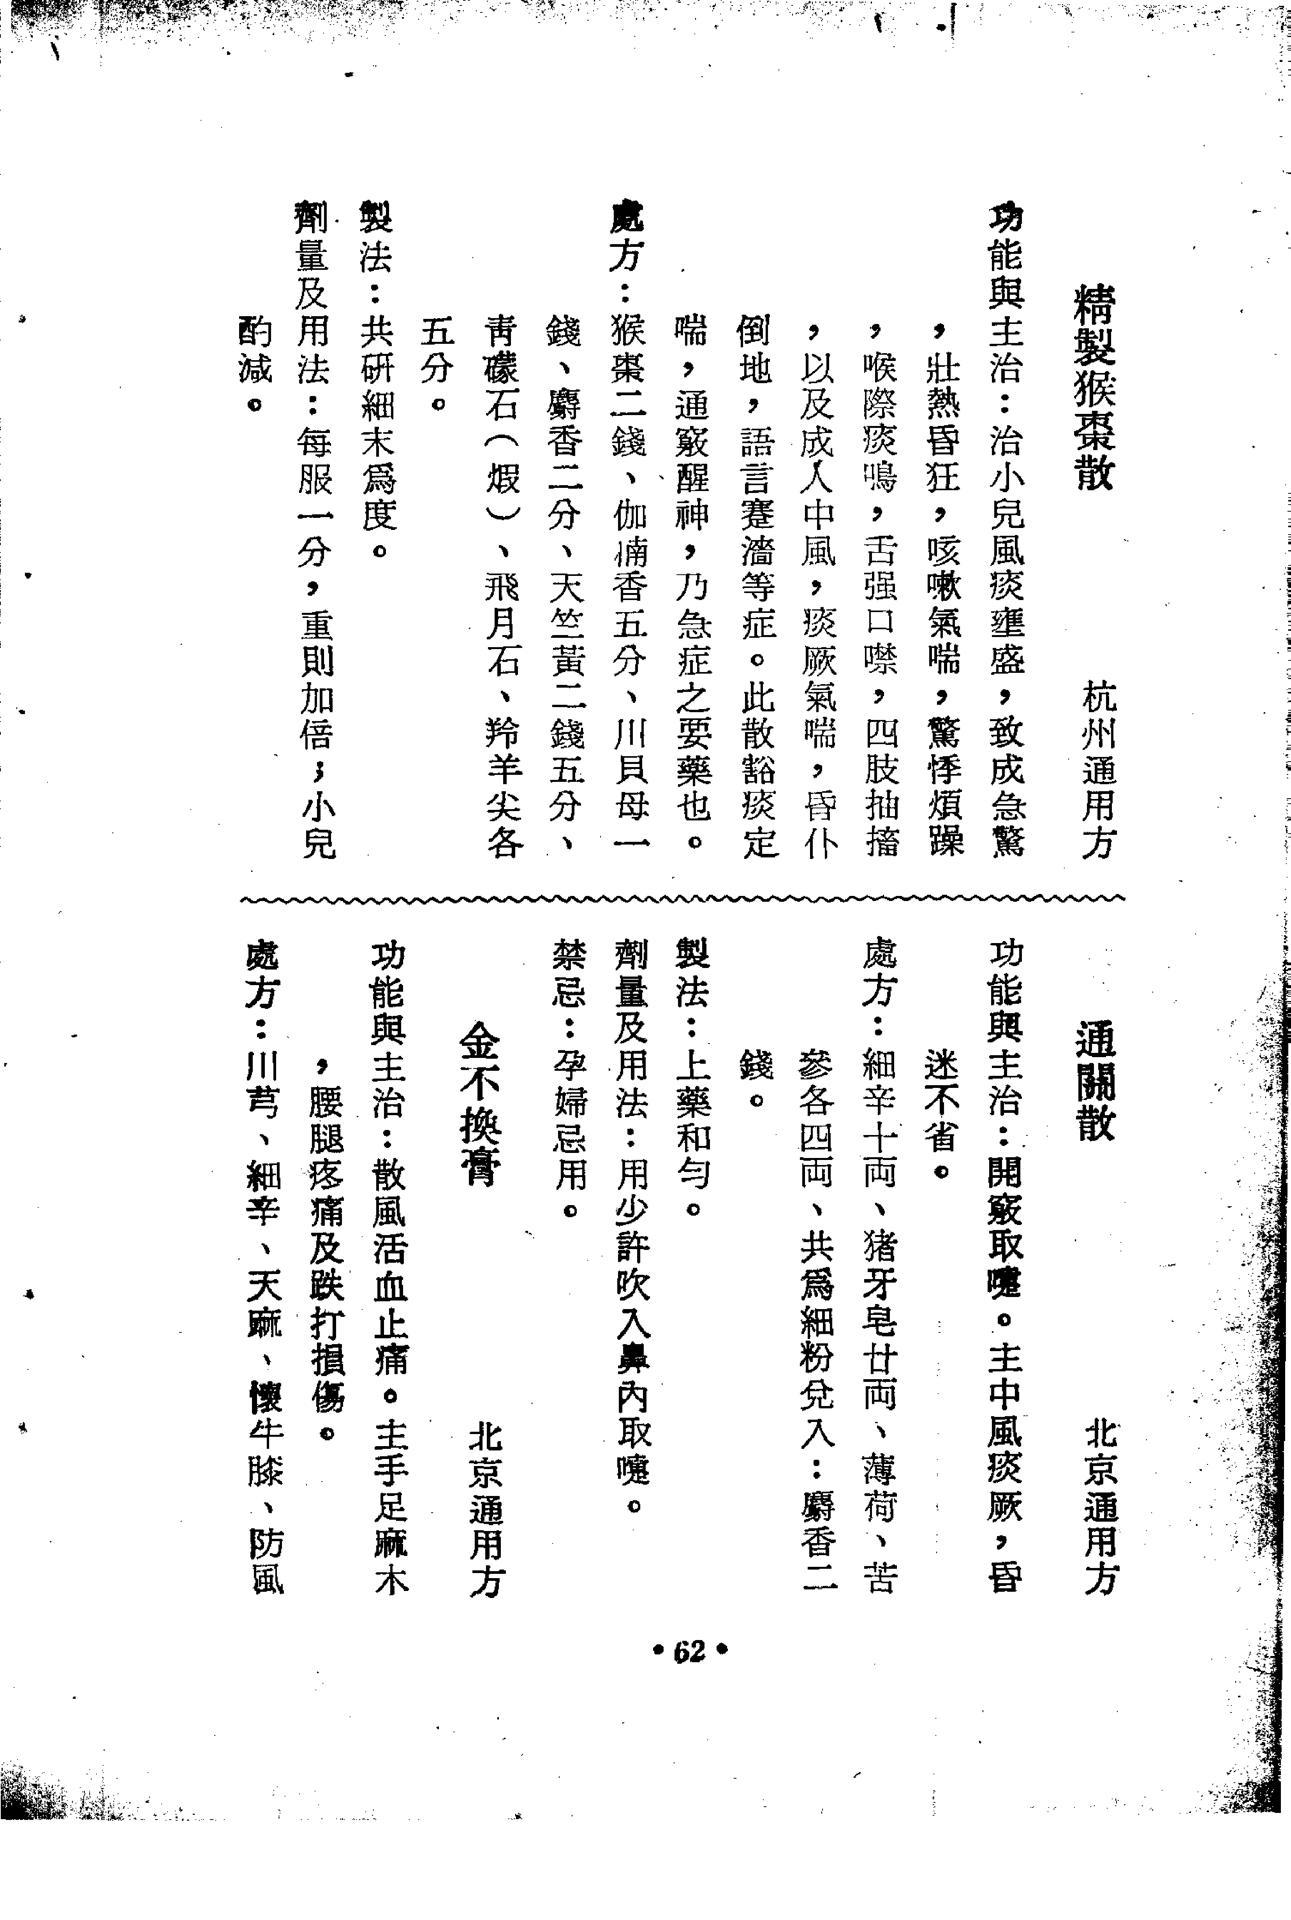 精製猴棗散　杭州通用方
功能與主治：治小兒風痰壅盛，致成急驚
，壯熱昏狂，咳嗽氣喘，驚悸煩躁
，喉際痰鳴，舌强口噤，四肢抽搐
，以及成人中風，痰厥氣喘，昏仆
倒地，語言蹇濇等症。此散豁痰定
喘，通竅醒神，乃急症之要藥也。
處方：猴棗二錢、伽㑲香五分、川貝母一
錢、麝香二分、天竺黃二錢五分、
靑礞石（煆）、飛月石、羚羊尖各
五分。
製法：共研細末爲度。
劑量及用法：每服一分，重則加倍；小兒
酌減。
通關散　北京通用方
功能與主治：開竅取嚔。主中風痰厥，昏
迷不省。
處方：細辛十両、猪牙皂廿両、薄荷、苦
參各四両、共爲細粉兌入：麝香二
錢。
製法：上藥和勻。
劑量及用法：用少許吹入鼻內取嚔。
禁忌：孕婦忌用。
金不換膏　北京通用方
功能與主治：散風活血止痛。主手足麻木
，腰腿疼痛及跌打損傷。
處方：川芎、細辛、天麻、懷牛膝、防風
•62•